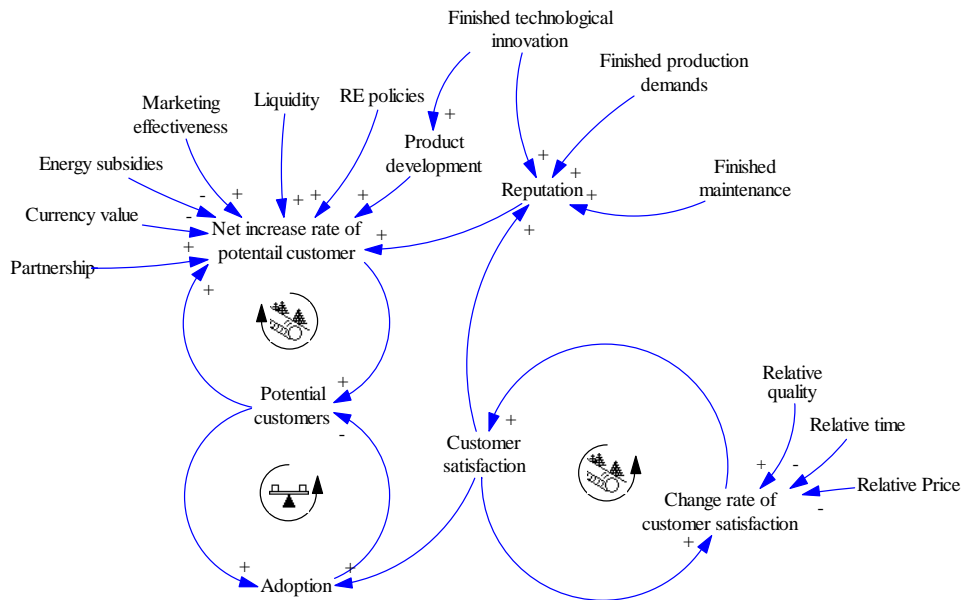 Finished technological
innovation
Finished production
demands
RE policies
Liquidity
Marketing
effectiveness
+
Product
development
Energy subsidies
+
+
Finished
maintenance
Reputation
-
+
+
+
+
+
Currency value
-
Net increase rate of
potentail customer
+
+
Partnership
+
+
Relative
quality
+
Potential
customers
+
Relative time
-
Customer
satisfaction
+
-
Relative Price
Change rate of
customer satisfaction
-
+
+
+
Adoption